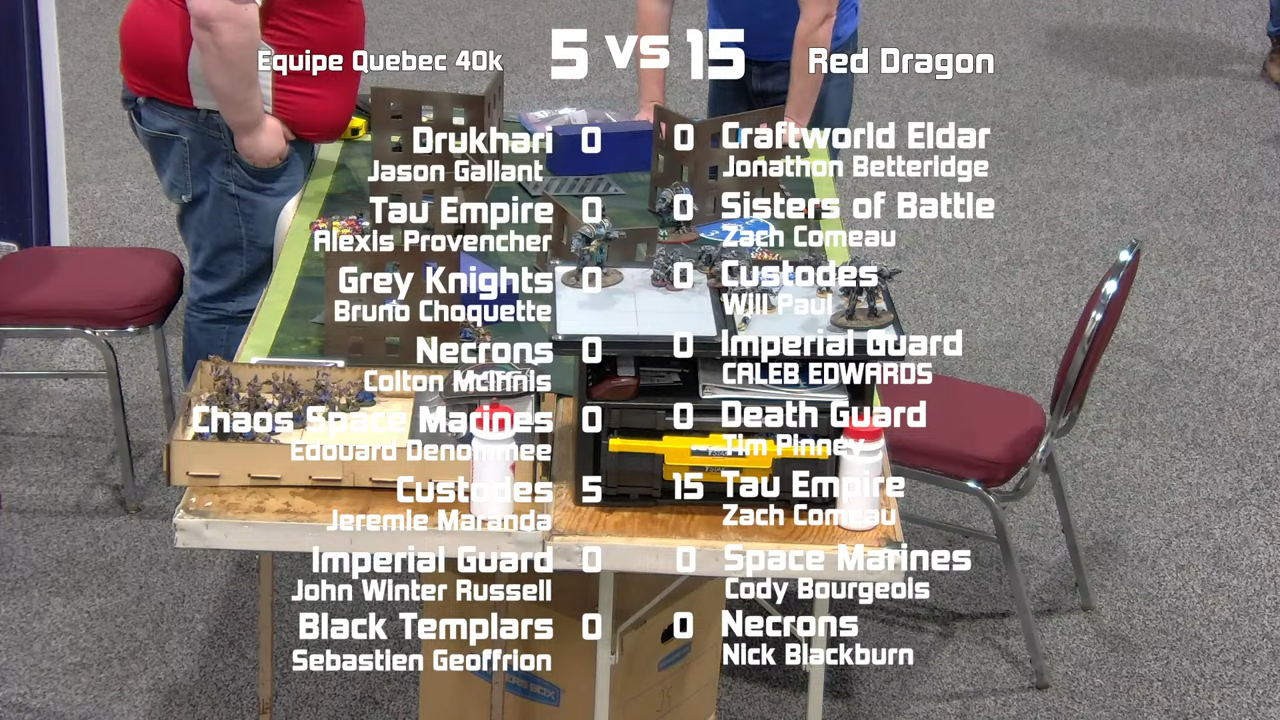 Equipe Quebec 40k 5 vs 15 Red Dragon
Drukhari 0 0 Craftworld Eldar
Jason Gallant Jonathon Betteridge
Tau Empire 0 0 Sisters of Battle
Alexis Provencher Zach Comeau
Grey Knights 0 0 Custodes
Bruno Choquette Will Paul
Necrons 0 0 Imperial Guard
Colton McInnis CALEB EDWARDS
Chaos Space Marines 0 0 Death Guard
Edouard Denommee Tim Pinney
Custodes 5 15 Tau Empire
Jeremie Maranda Zach Comeau
Imperial Guard 0 0 Space Marines
John Winter Russell Cody Bourgeois
Black Templars 0 0 Necrons
Sebastien Geoffrion Nick Blackburn